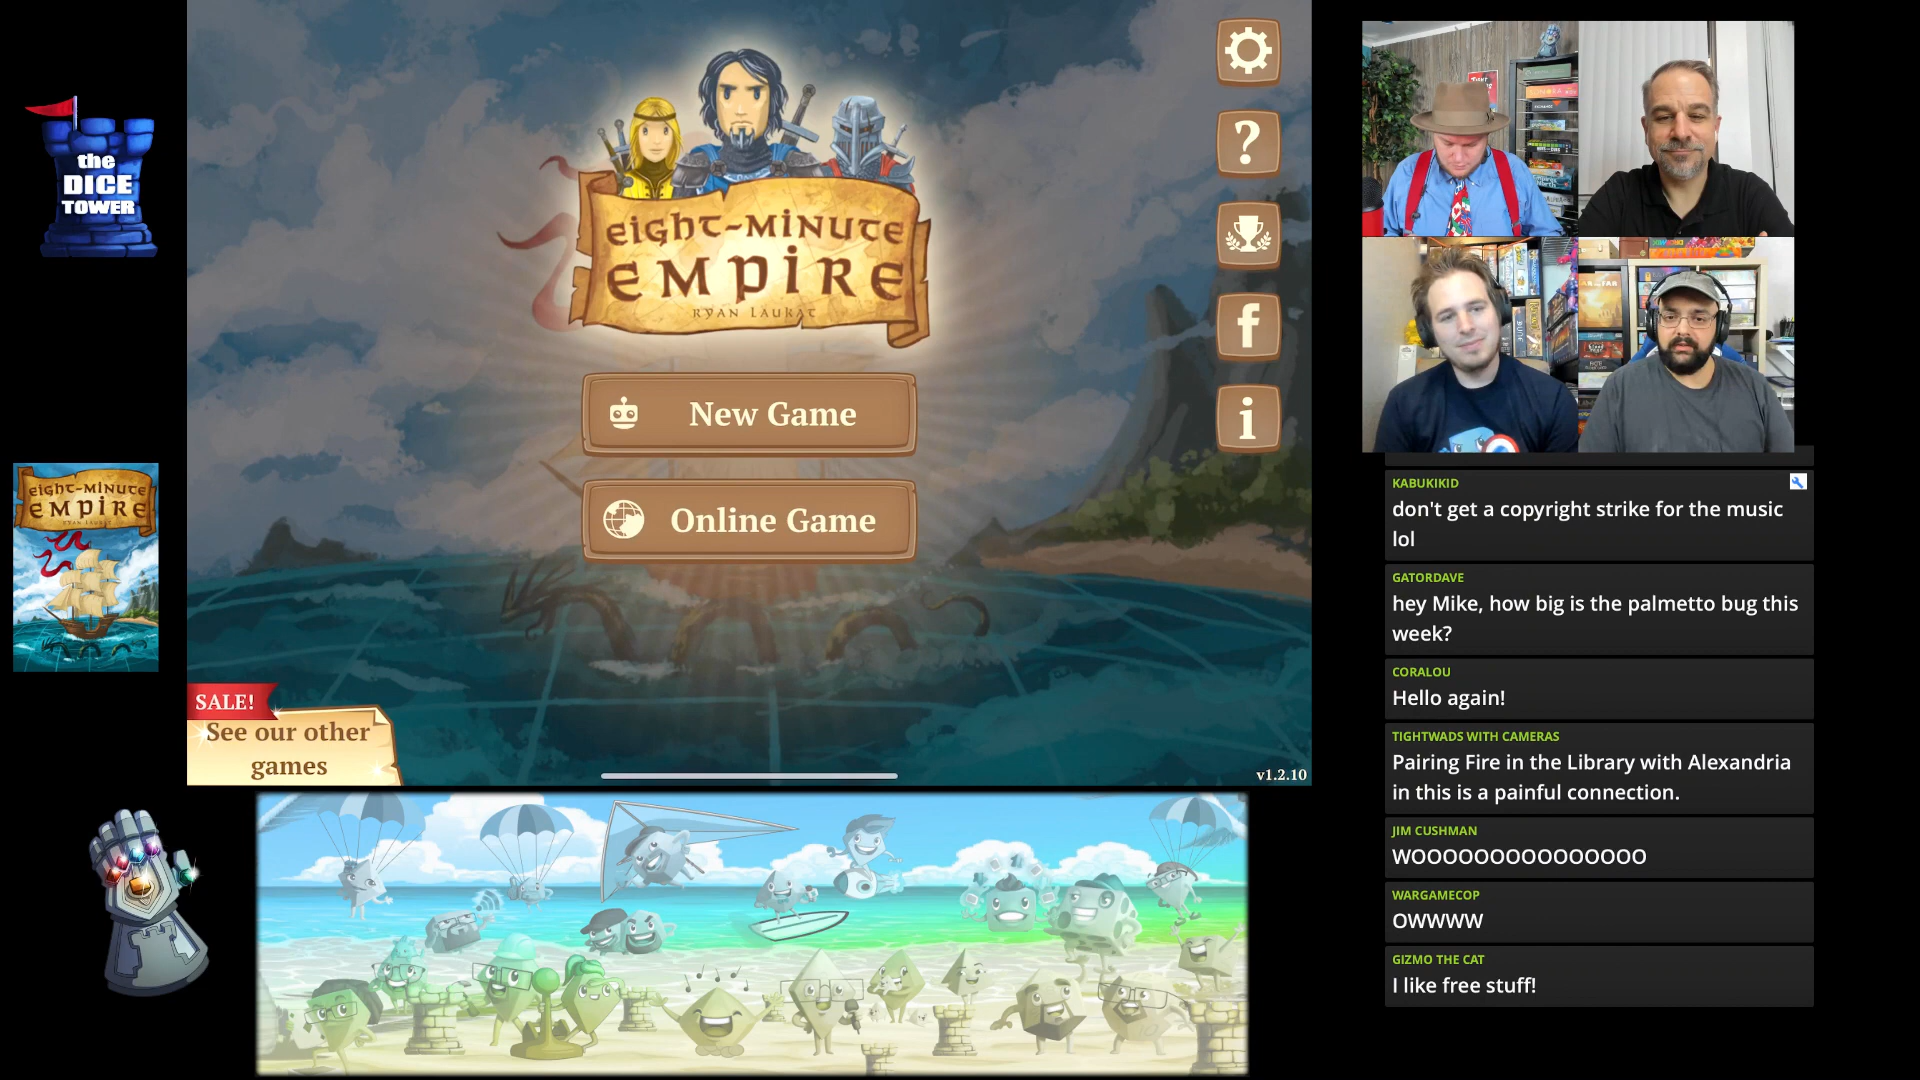 the
DICE
TOWER
EIGHT-MINUTE
EMPIRE
RYAN LAUKAT
New Game
Online Game
?
f
i
SALE!
See our other
games
v1.2.10
EIGHT-MINUTE
EMPIRE
RYAN LAUKAT
KABUKIKID
don't get a copyright strike for the music
lol
GATORDAVE
hey Mike, how big is the palmetto bug this
week?
CORALOU
Hello again!
TIGHTWADS WITH CAMERAS
Pairing Fire in the Library with Alexandria
in this is a painful connection.
JIM CUSHMAN
WOOOOOOOOOOOOOOO
WARGAMECOP
OWWWW
GIZMO THE CAT
I like free stuff!